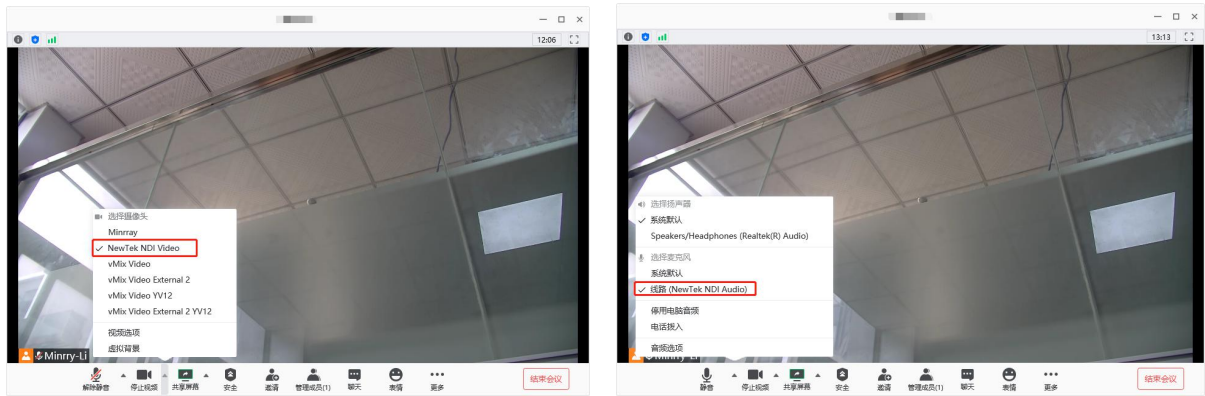 12:06
选择摄像头
Minrray
NewTek NDI Video
vMix Video
vMix Video External 2
vMix Video YV12
vMix Video External 2 YV12
视频选项
虚拟背景
Minrry-Li
解除静音 停止视频 共享屏幕 安全 邀请 管理成员(1) 聊天 表情 更多 结束会议
13:13
选择扬声器
系统默认
Speakers/Headphones (Realtek(R) Audio)
选择麦克风
系统默认
线路 (NewTek NDI Audio)
停用电脑音频
电话拨入
音频选项
静音 停止视频 共享屏幕 安全 邀请 管理成员(1) 聊天 表情 更多 结束会议